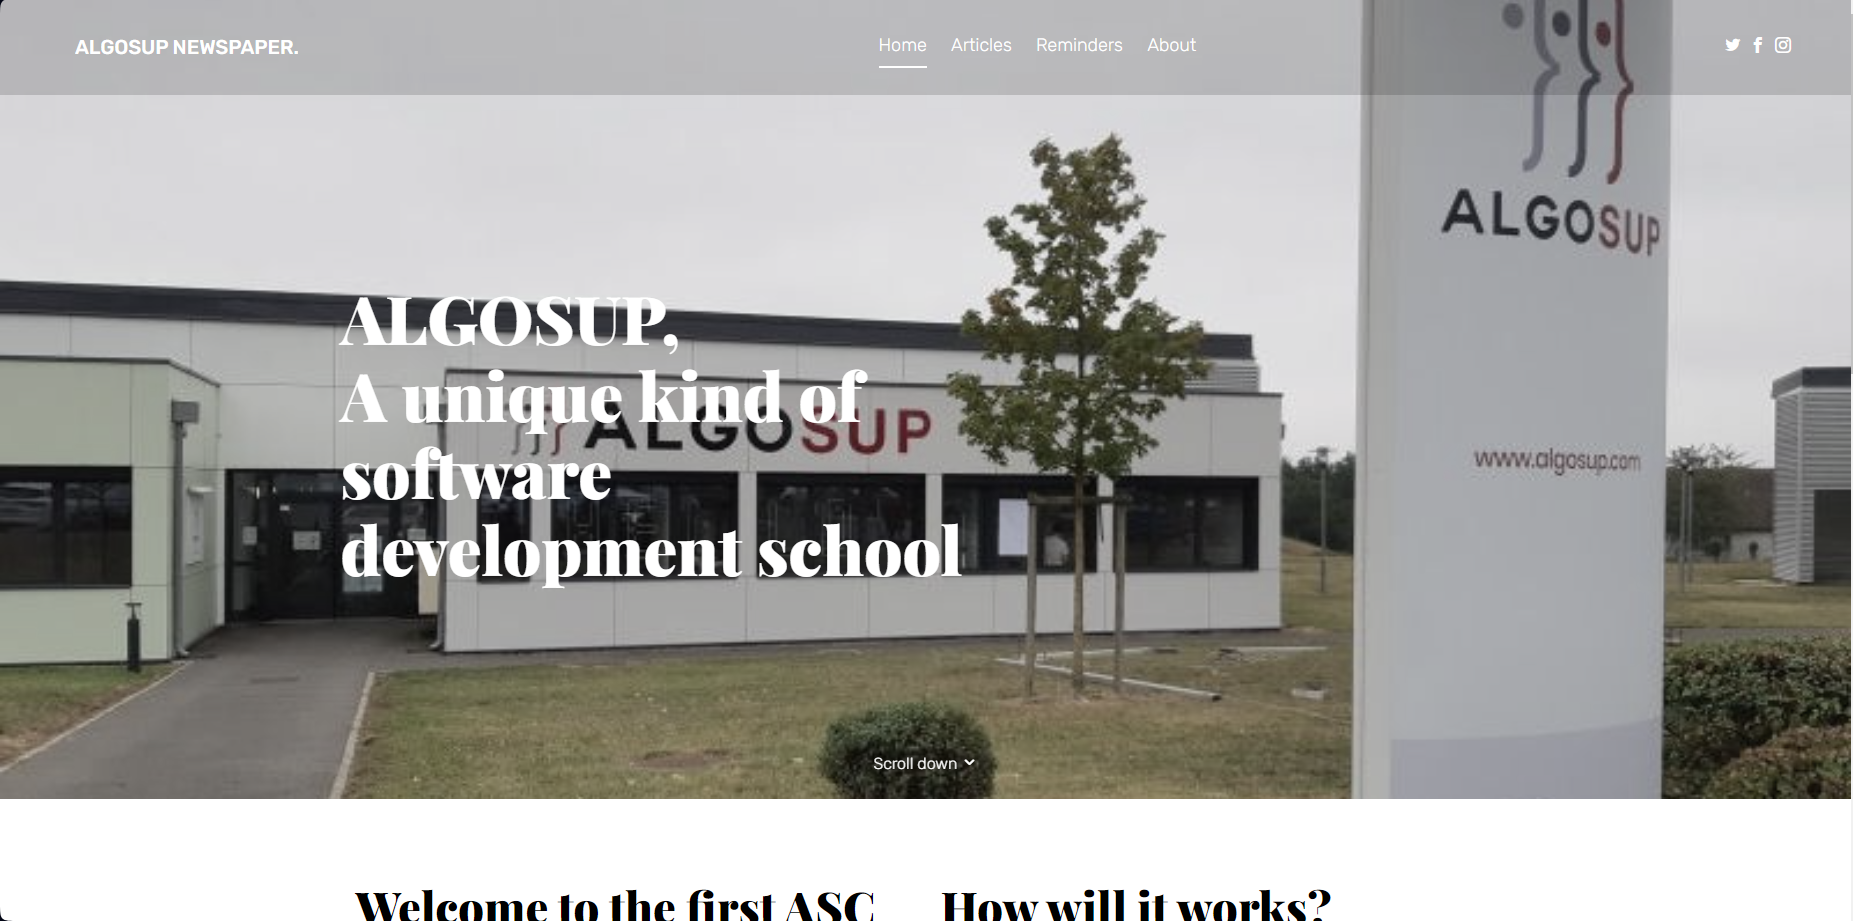 ALGOSUP NEWSPAPER.
Home Articles Reminders About
ALGOSUP
ALGOSUP,
A unique kind of
software
development school
ALGOSUP
www.algosup.com
Scroll down
Welcome to the first ASC
How will it works?